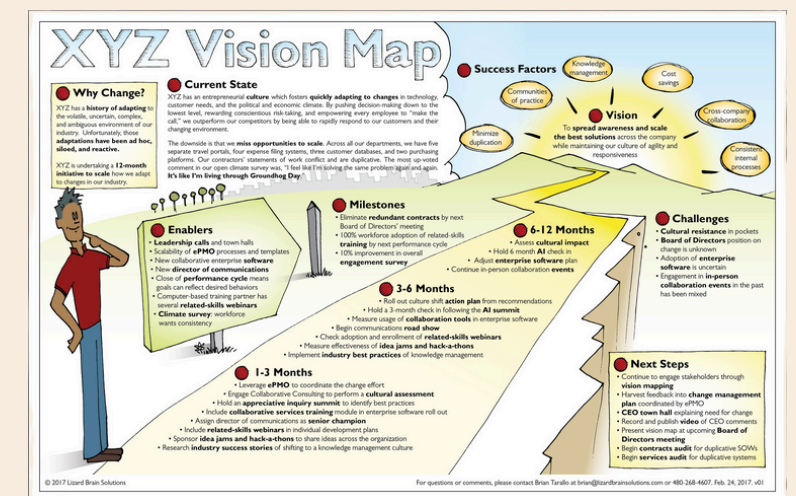 XYZ Vision Map
Why Change?
XYZ has a history of adapting to
the volatile, uncertain, complex,
and ambiguous environment of our
industry. Unfortunately, those
adaptations have been ad hoc,
siloed, and reactive.
XYZ is undertaking a 12-month
initiative to scale how we adapt
to changes in our industry.
Current State
XYZ has an entrepreneurial culture which fosters quickly adapting to changes in technology,
customer needs, and the political and economic climate. By pushing decision-making down to the
lowest level, rewarding conscientious risk-taking, and empowering every employee to "make the
call," we outperform our competitors by being able to rapidly respond to our customers and their
changing environment.
The downside is that we miss opportunities to scale. Across all our departments, we have five
separate travel portals, four expense filing systems, three customer databases, and two purchasing
platforms. Our contractors' statements of work conflict and are duplicative. The most up-voted
comment in our open climate survey was, "I feel like I'm solving the same problem again and again.
It's like I'm living through Groundhog Day.
Success Factors
Minimize
duplication
Communities
of practice
Knowledge
management
Cost
savings
Cross-company
collaboration
Consistent
internal
processes
Vision
To spread awareness and scale
the best solutions across the company
while maintaining our culture of agility and
responsiveness
Enablers
• Leadership calls and town halls
• Scalability of ePMO processes and templates
• New collaborative enterprise software
• New director of communications
• Close of performance cycle means
goals can reflect desired behaviors
• Computer-based training partner has
several related-skills webinars
• Climate survey: workforce
wants consistency
Milestones
• Eliminate redundant contracts by next
Board of Directors' meeting
• 100% workforce adoption of related-skills
training by next performance cycle
• 10% improvement in overall
engagement survey
6-12 Months
• Assess cultural impact
• Hold 6 month AI check in
• Adjust enterprise software plan
• Continue in-person collaboration events
Challenges
• Cultural resistance in pockets
• Board of Directors position on
change is unknown
• Adoption of enterprise
software is uncertain
• Engagement in in-person
collaboration events in the past
has been mixed
3-6 Months
• Roll out culture shift action plan from recommendations
• Hold a 3-month check in following the AI summit
• Measure usage of collaboration tools in enterprise software
• Begin communications road show
• Check adoption and enrollment of related-skills webinars
• Measure effectiveness of idea jams and hack-a-thons
• Implement industry best practices of knowledge management
1-3 Months
• Leverage ePMO to coordinate the change effort
• Engage Collaborative Consulting to perform a cultural assessment
• Hold an appreciative inquiry summit to identify best practices
• Include collaborative services training module in enterprise software roll out
• Assign director of communications as senior champion
• Include related-skills webinars in individual development plans
• Sponsor idea jams and hack-a-thons to share ideas across the organization
• Research industry success stories of shifting to a knowledge management culture
Next Steps
• Continue to engage stakeholders through
vision mapping
• Harvest feedback into change management
plan coordinated by ePMO
• CEO town hall explaining need for change
• Record and publish video of CEO comments
• Present vision map at upcoming Board of
Directors meeting
• Begin contracts audit for duplicative SOWs
• Begin services audit for duplicative systems
© 2017 Lizard Brain Solutions
For questions or comments, please contact Brian Tarallo at brian@lizardbrainsolutions.com or 480-268-4607. Feb. 24, 2017. v01